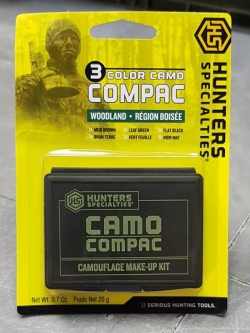 HS
HUNTERS
SPECIALTIES®
3 COLOR CAMO
COMPAC
WOODLAND • RÉGION BOISÉE
MUD BROWN
BRUN TERRE
LEAF GREEN
VERT FEUILLE
FLAT BLACK
NOIR MAT
HS
HUNTERS
SPECIALTIES
CAMO
COMPAC
CAMOUFLAGE MAKE-UP KIT
Net Wt. 0.7 Oz. Poids Net 20 g
>> SERIOUS HUNTING TOOLS.